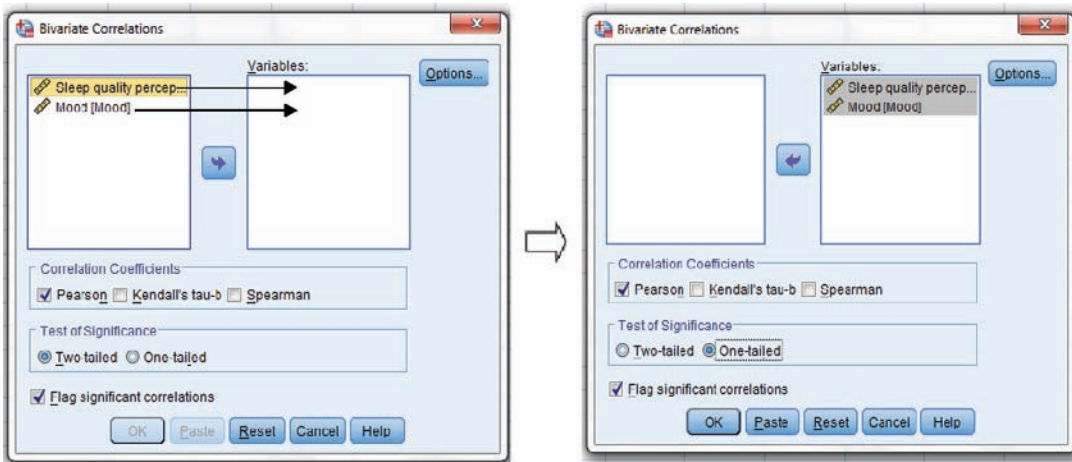 Bivariate Correlations
Variables:
Sleep quality percep...
Mood [Mood]
Options...
Correlation Coefficients
Pearson Kendall's tau-b Spearman
Test of Significance
Two-tailed One-tailed
Flag significant correlations
OK Paste Reset Cancel Help
Bivariate Correlations
Variables:
Sleep quality percep...
Mood [Mood]
Options...
Correlation Coefficients
Pearson Kendall's tau-b Spearman
Test of Significance
Two-tailed One-tailed
Flag significant correlations
OK Paste Reset Cancel Help